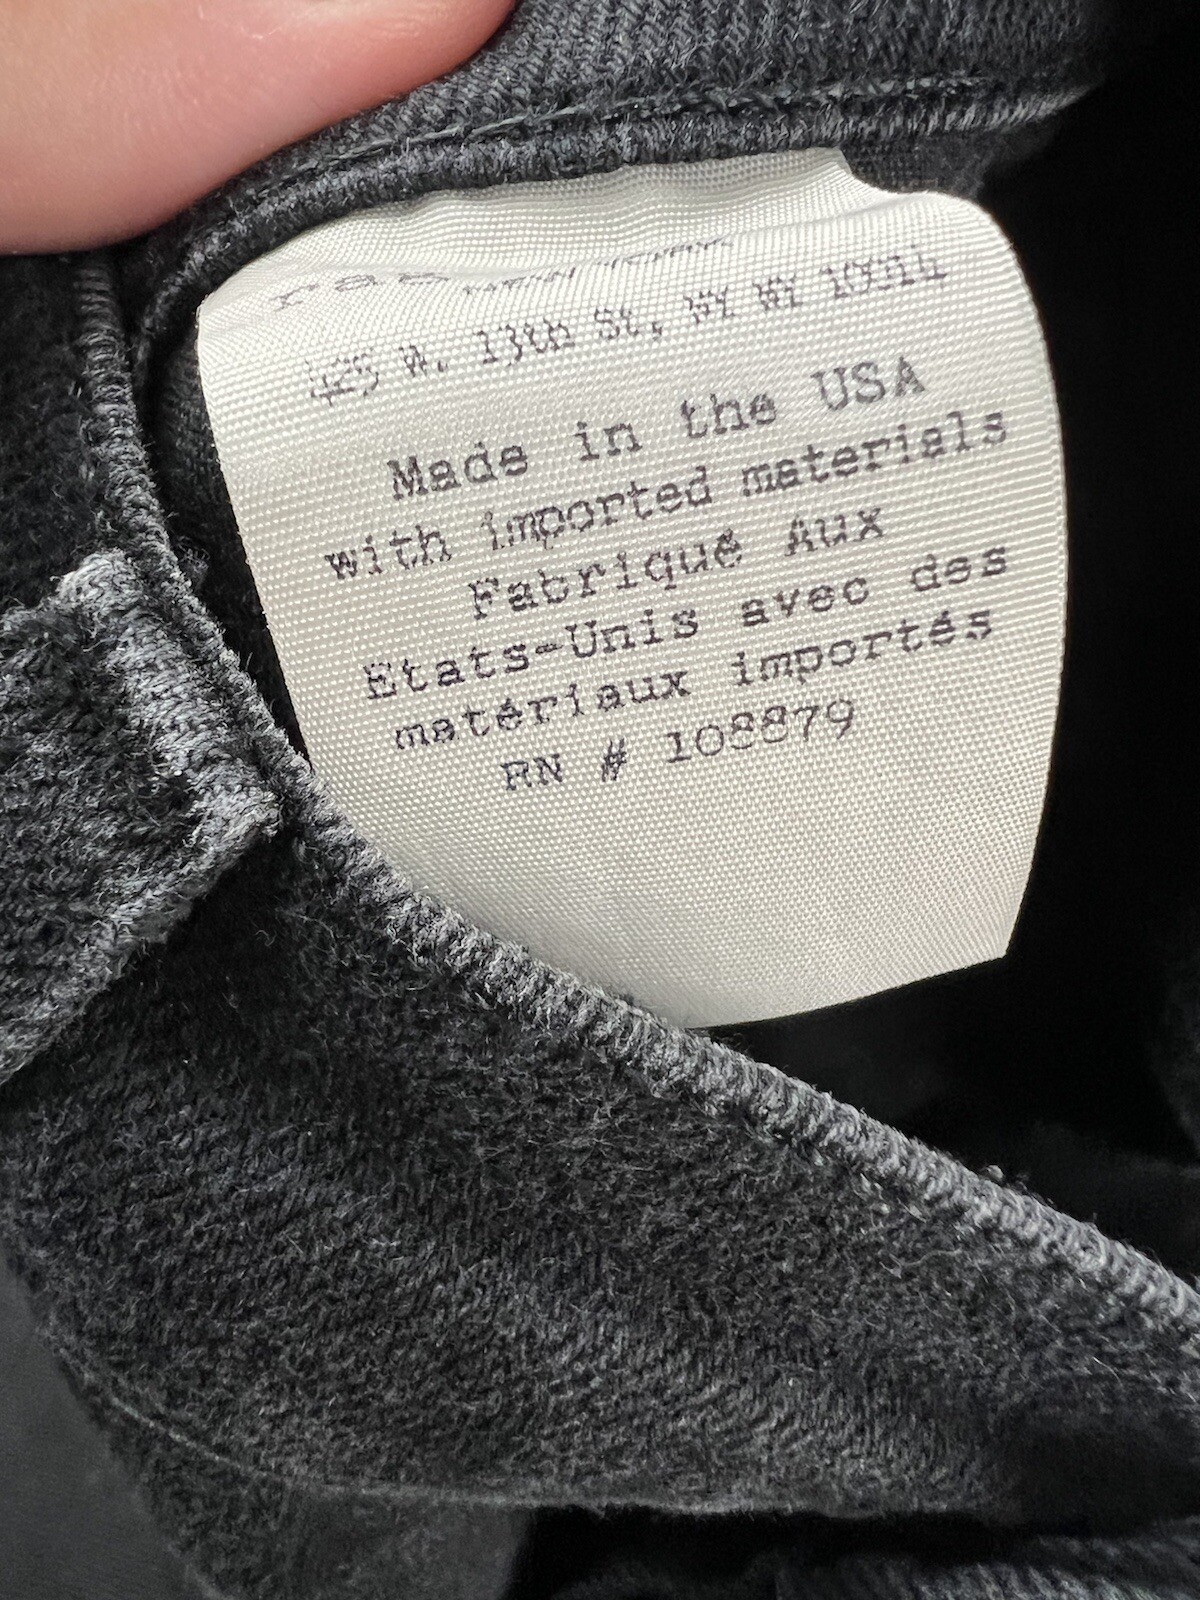 425 W. 13th St, NY NY 10014
Made in the USA
with imported materials
Fabriqué Aux
Etats-Unis avec des
matériaux importés
RN # 108879